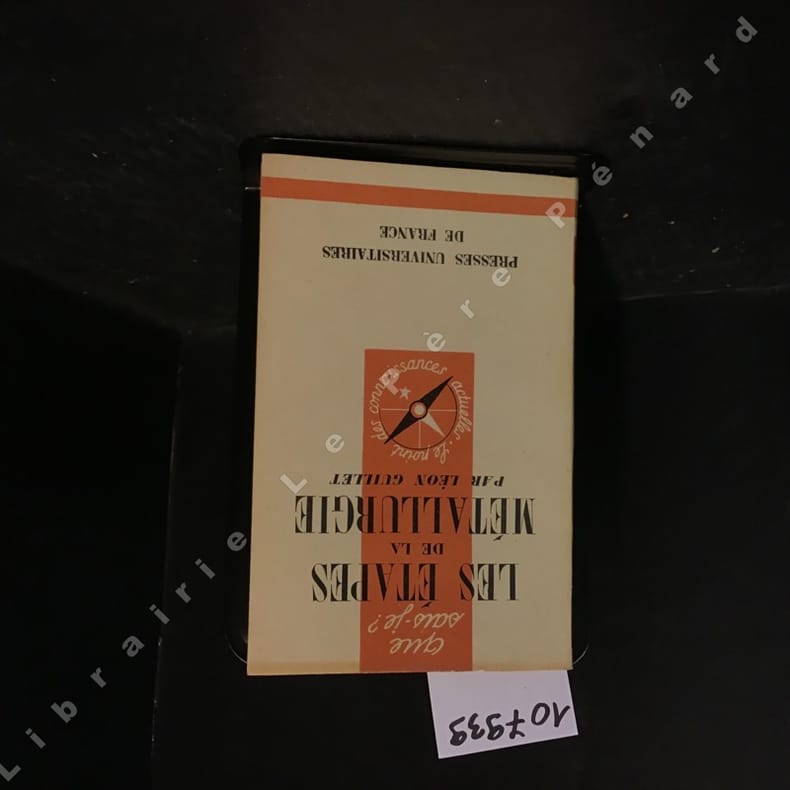 que
sais-je?
LES ÉTAPES
DE LA
MÉTALLURGIE
PAR LÉON GUILLET
Le point des connaissances actuelles
PRESSES UNIVERSITAIRES
DE FRANCE
107939
Librairie Le Père Pénard